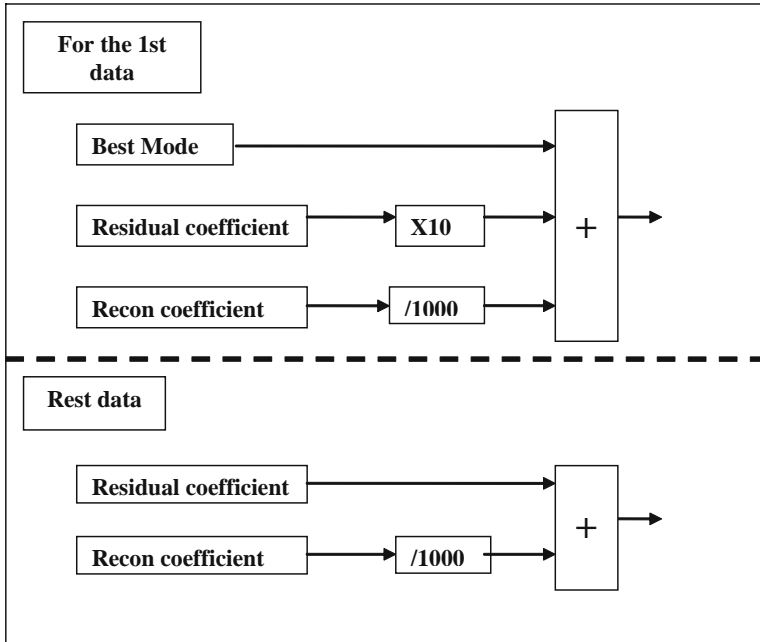 For the 1st
data
Best Mode
Residual coefficient
X10
+
Recon coefficient
/1000
Rest data
Residual coefficient
+
Recon coefficient
/1000